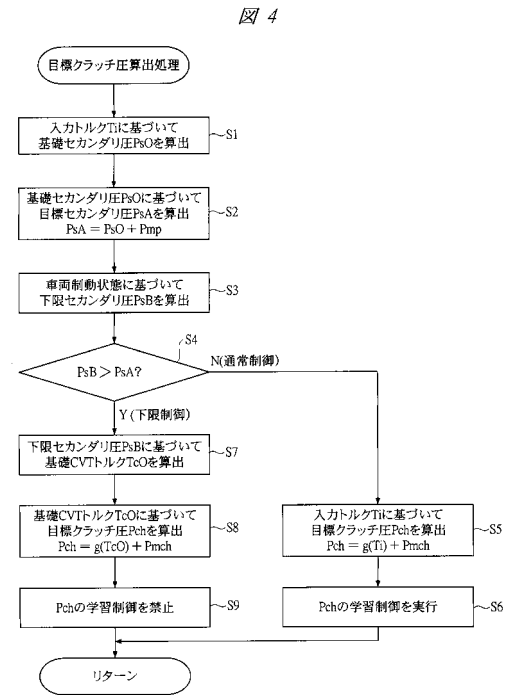 図 4
目標クラッチ圧算出処理
入力トルクTiに基づいて
基礎セカンダリ圧PsOを算出
S1
基礎セカンダリ圧PsOに基づいて
目標セカンダリ圧PsAを算出
PsA = PsO + Pmp
S2
車両制動状態に基づいて
下限セカンダリ圧PsBを算出
S3
S4
PsB > PsA?
N(通常制御)
Y(下限制御)
下限セカンダリ圧PsBに基づいて
基礎CVTトルクTcOを算出
S7
基礎CVTトルクTcOに基づいて
目標クラッチ圧Pchを算出
Pch = g(TcO) + Pmch
S8
入力トルクTiに基づいて
目標クラッチ圧Pchを算出
Pch = g(Ti) + Pmch
S5
Pchの学習制御を禁止
S9
Pchの学習制御を実行
S6
リターン